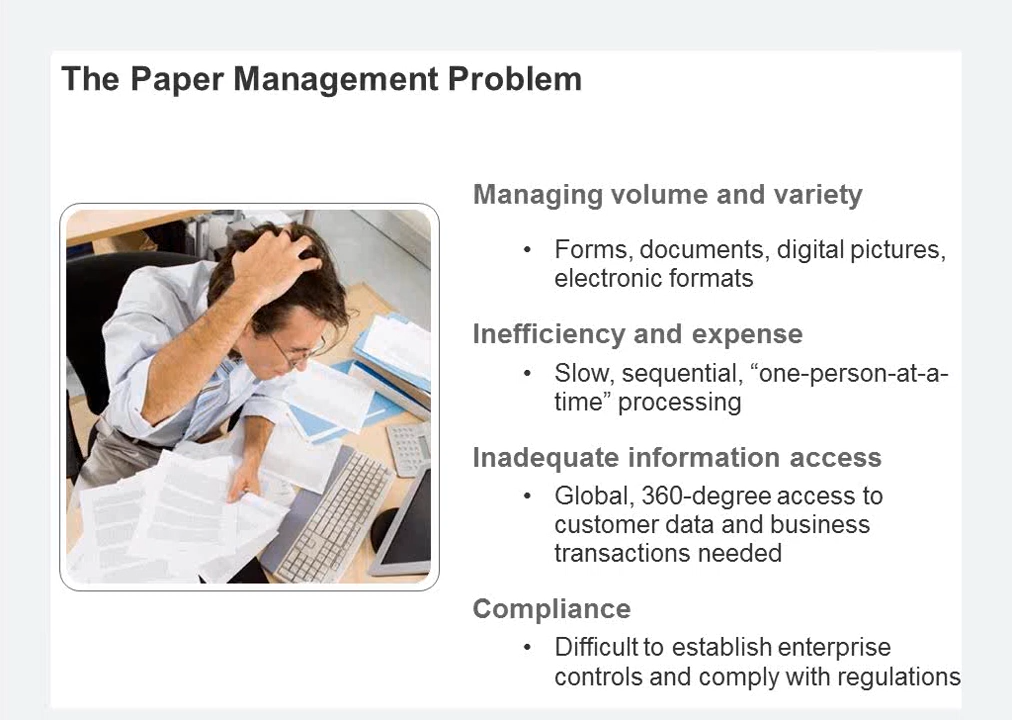 The Paper Management Problem
Managing volume and variety
• Forms, documents, digital pictures,
electronic formats
Inefficiency and expense
• Slow, sequential, “one-person-at-a-
time” processing
Inadequate information access
• Global, 360-degree access to
customer data and business
transactions needed
Compliance
• Difficult to establish enterprise
controls and comply with regulations